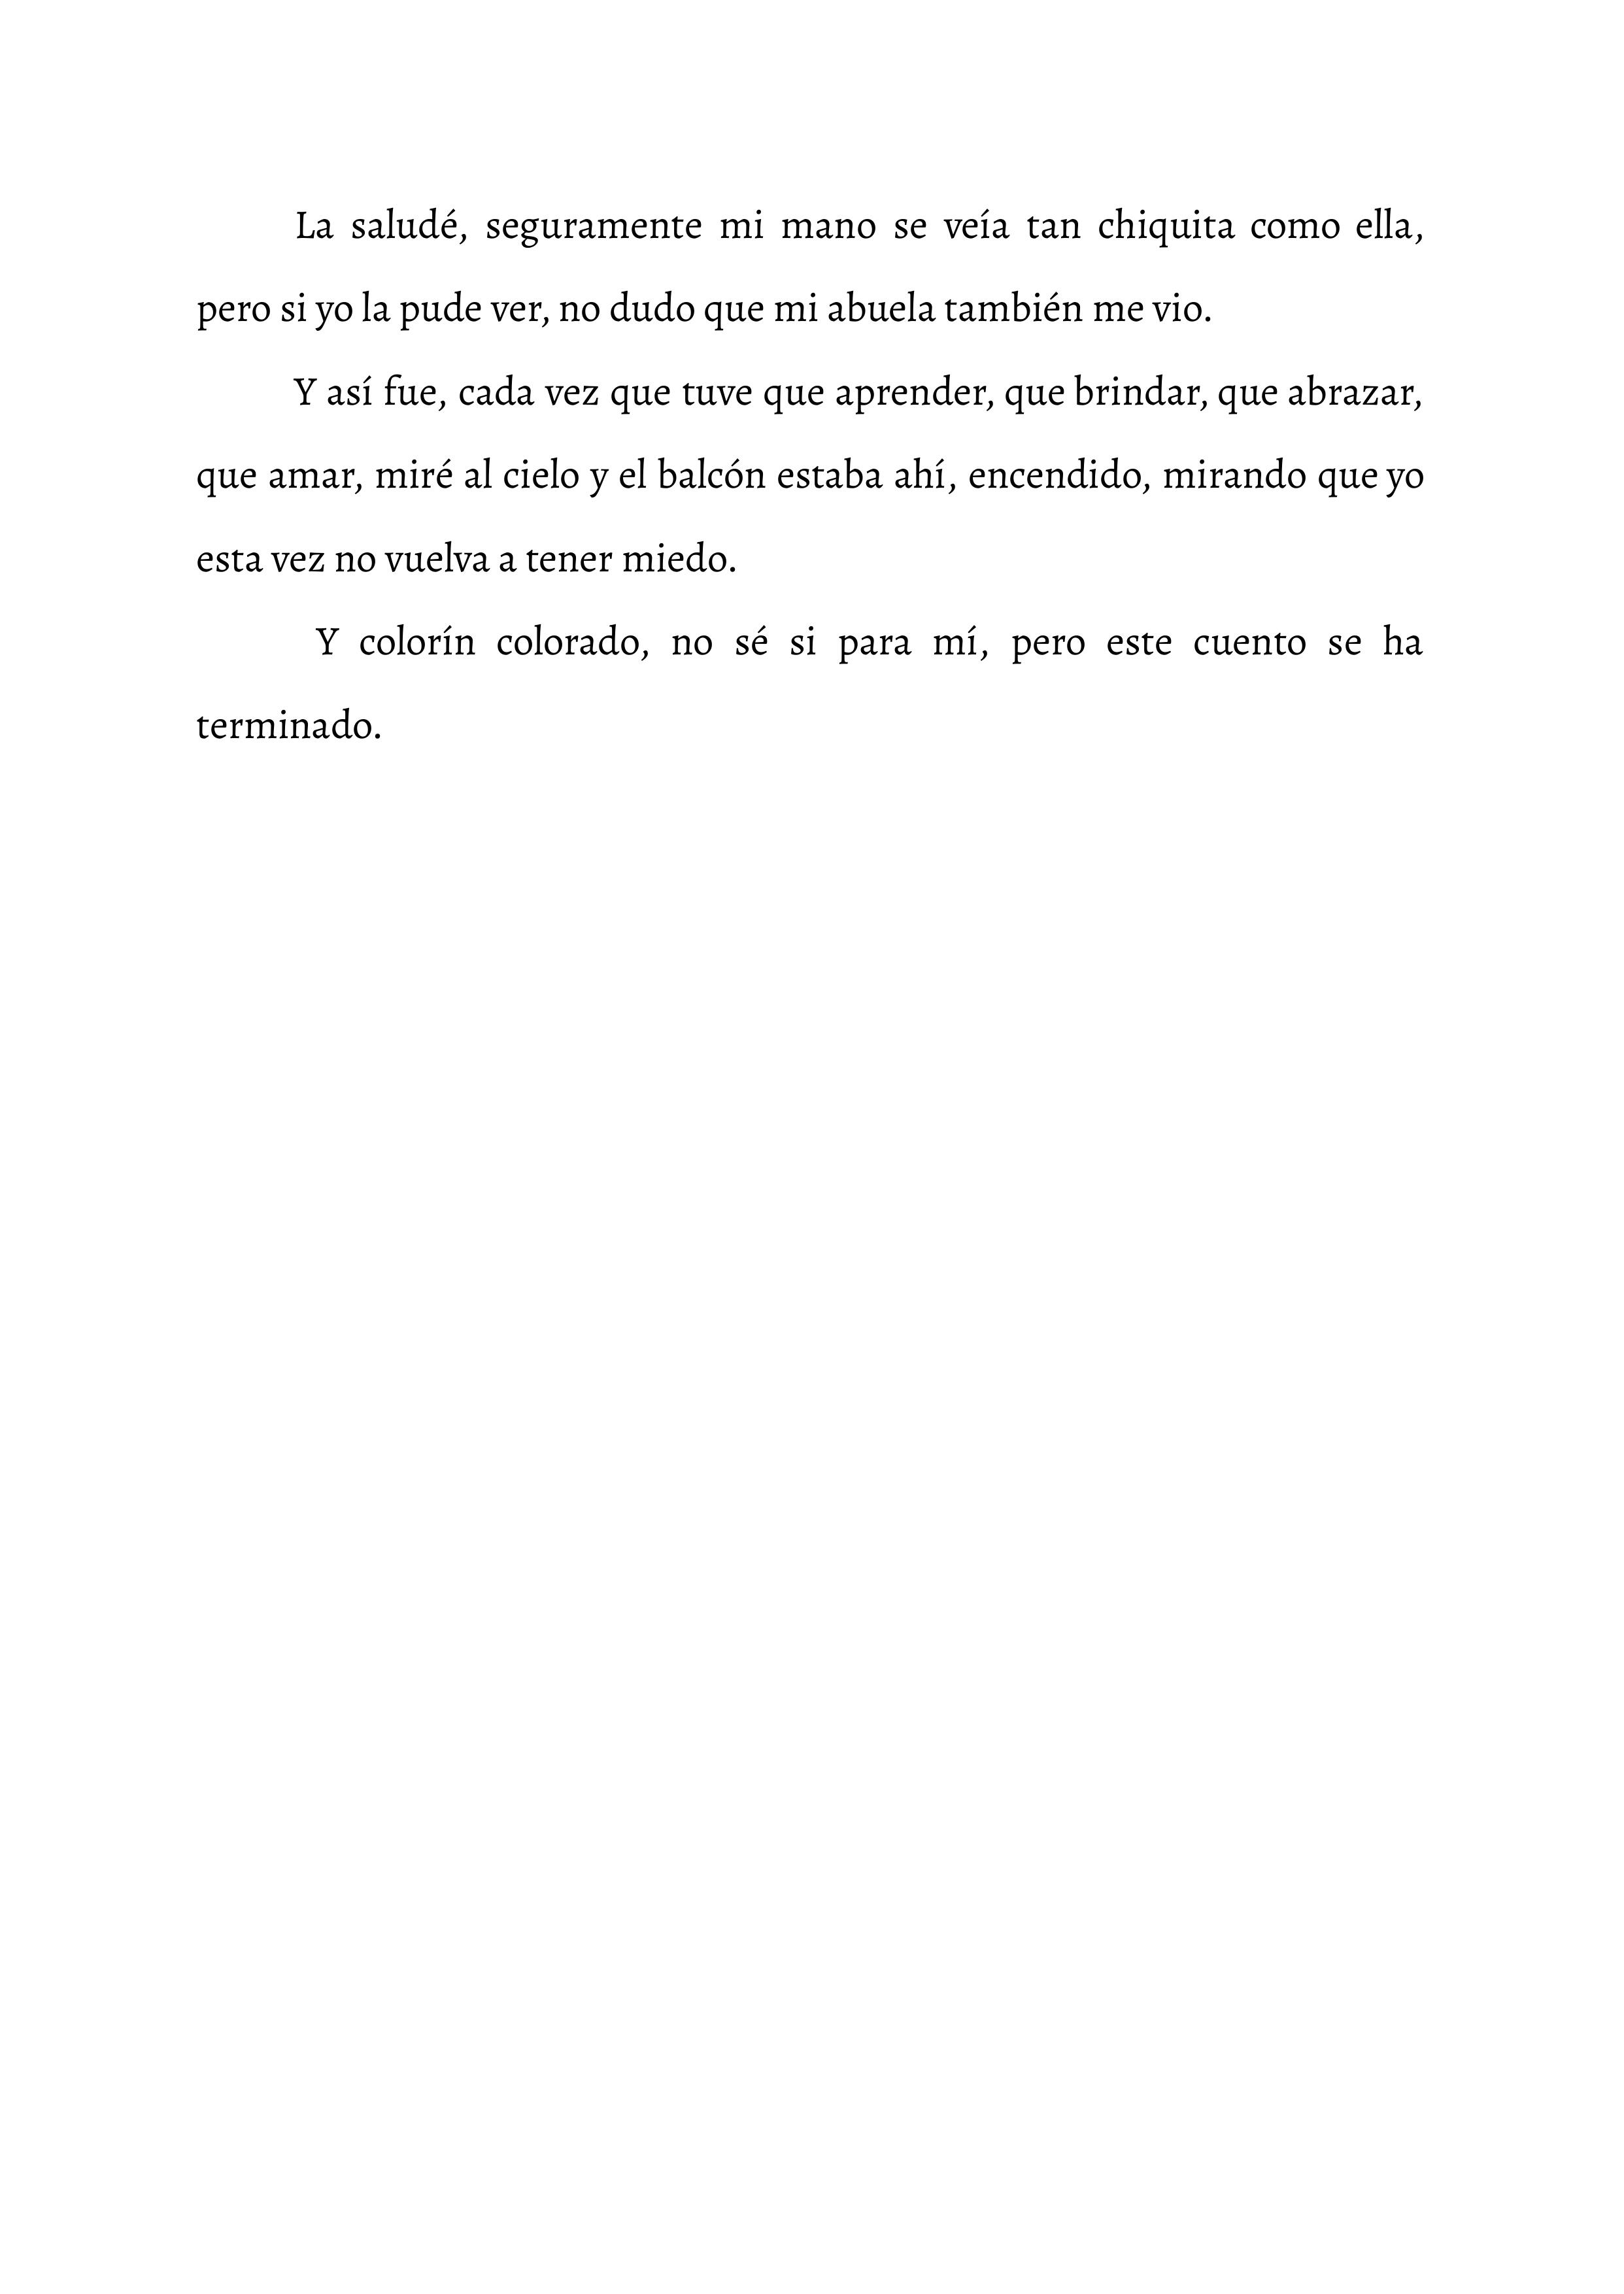 La saludé, seguramente mi mano se veía tan chiquita como ella,
pero si yo la pude ver, no dudo que mi abuela también me vio.
Y así fue, cada vez que tuve que aprender, que brindar, que abrazar,
que amar, miré al cielo y el balcón estaba ahí, encendido, mirando que yo
esta vez no vuelva a tener miedo.
Y colorín colorado, no sé si para mí, pero este cuento se ha
terminado.